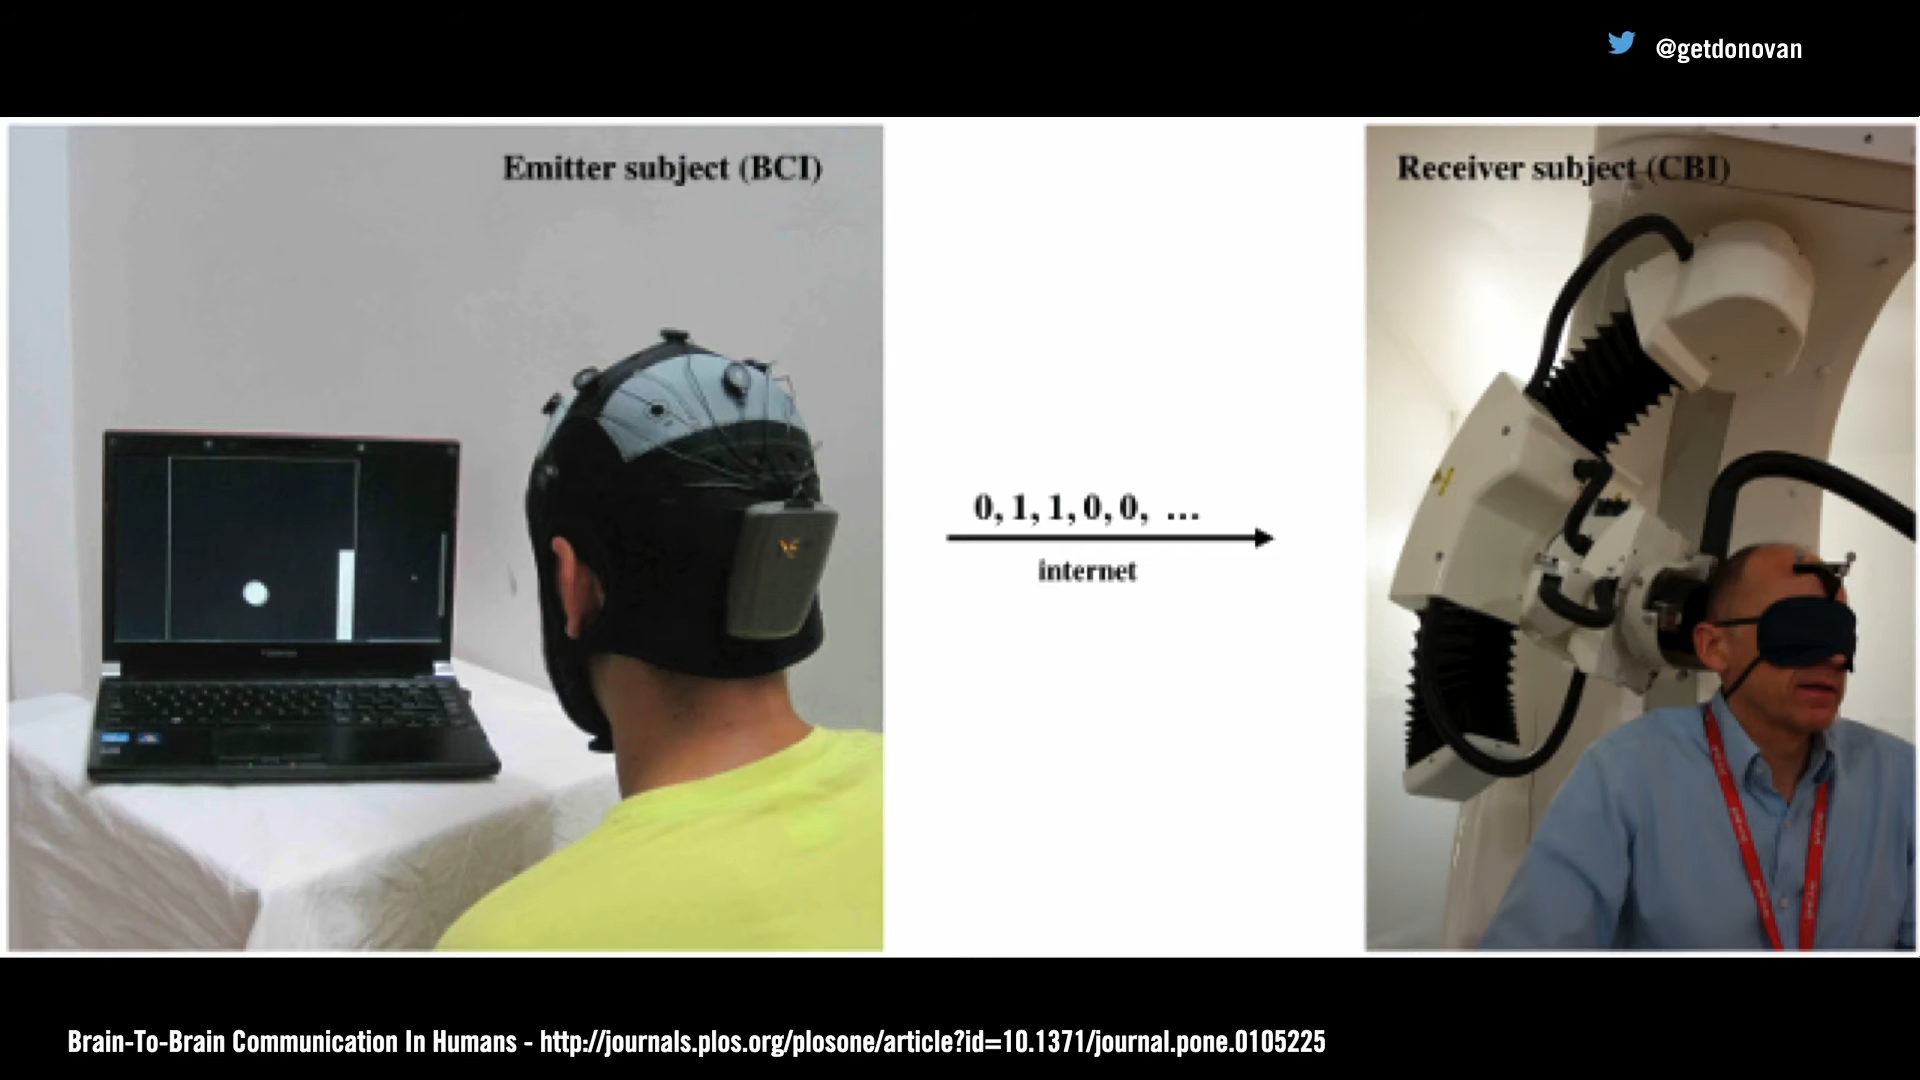 @getdonovan
Emitter subject (BCI)
Receiver subject (CBI)
0, 1, 1, 0, 0, ...
internet
Brain-To-Brain Communication In Humans - http://journals.plos.org/plosone/article?id=10.1371/journal.pone.0105225